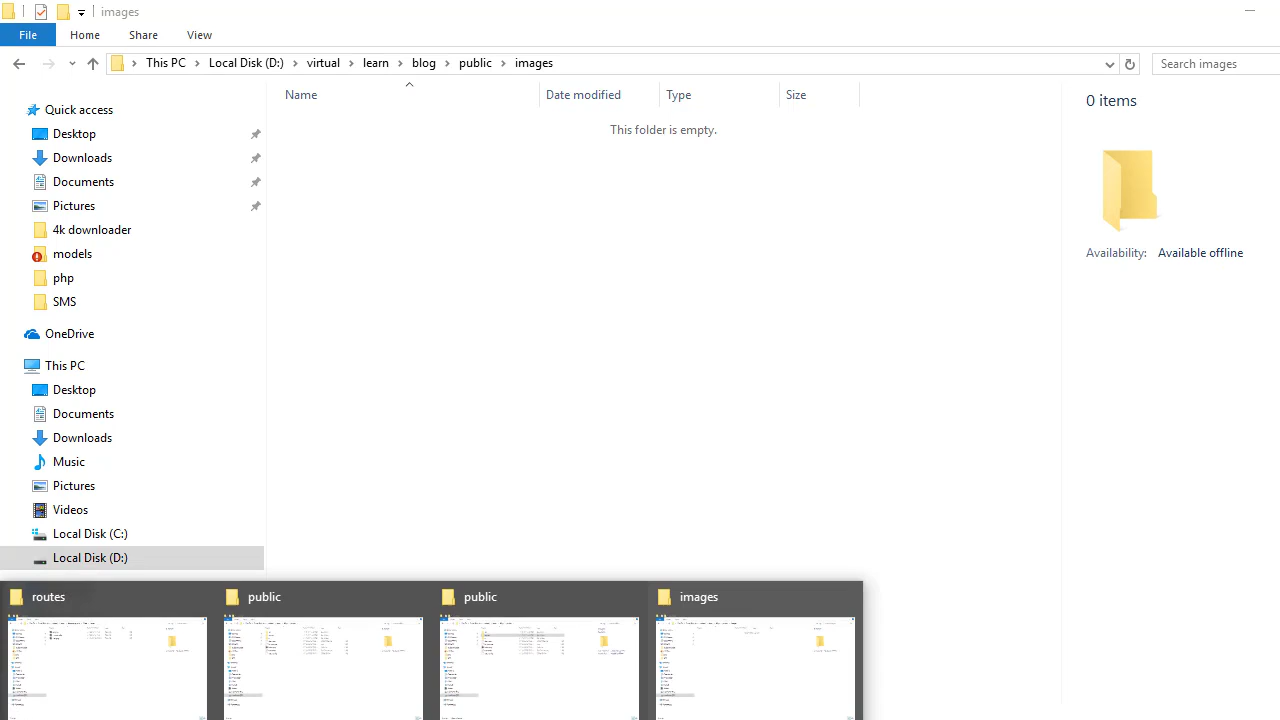 images
File Home Share View
This PC Local Disk (D:) virtual learn blog public images Search images
Name Date modified Type Size
This folder is empty.
0 items
Availability: Available offline
Quick access
Desktop
Downloads
Documents
Pictures
4k downloader
models
php
SMS
OneDrive
This PC
Desktop
Documents
Downloads
Music
Pictures
Videos
Local Disk (C:)
Local Disk (D:)
routes public public images